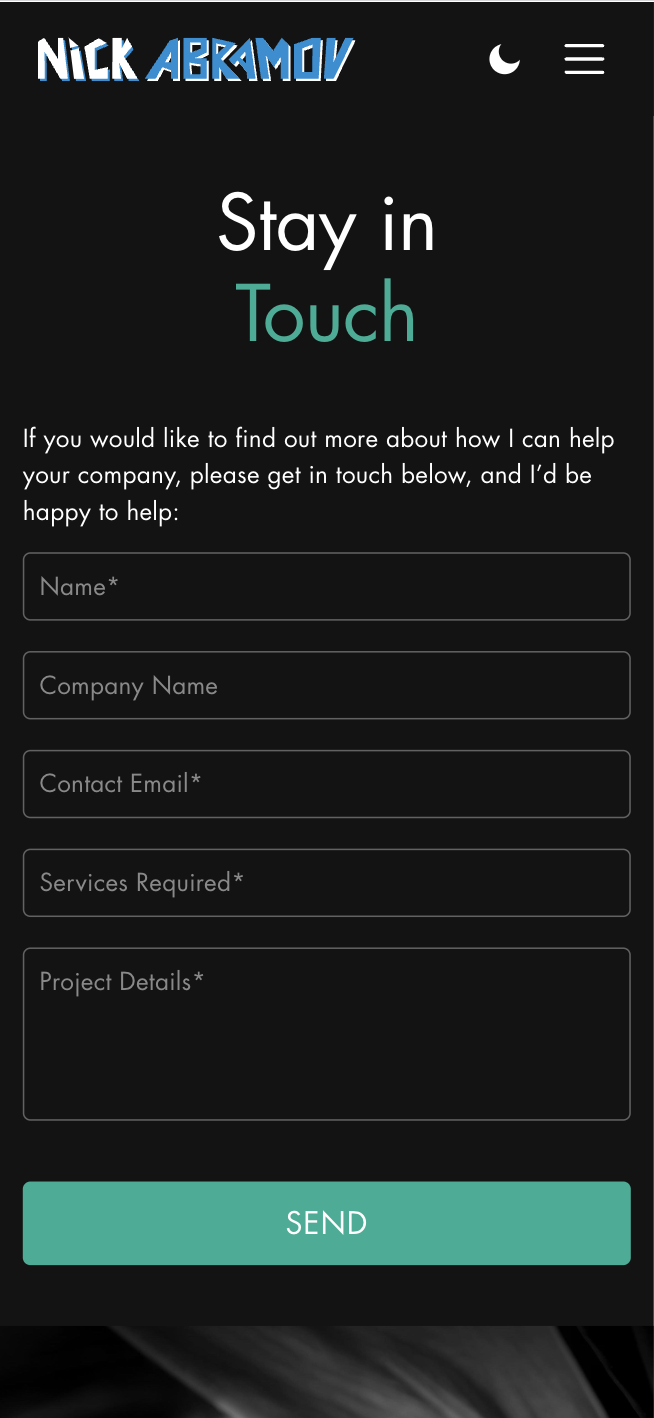 NiCK ABRAMOV
Stay in
Touch
If you would like to find out more about how I can help
your company, please get in touch below, and I’d be
happy to help:
Name*
Company Name
Contact Email*
Services Required*
Project Details*
SEND